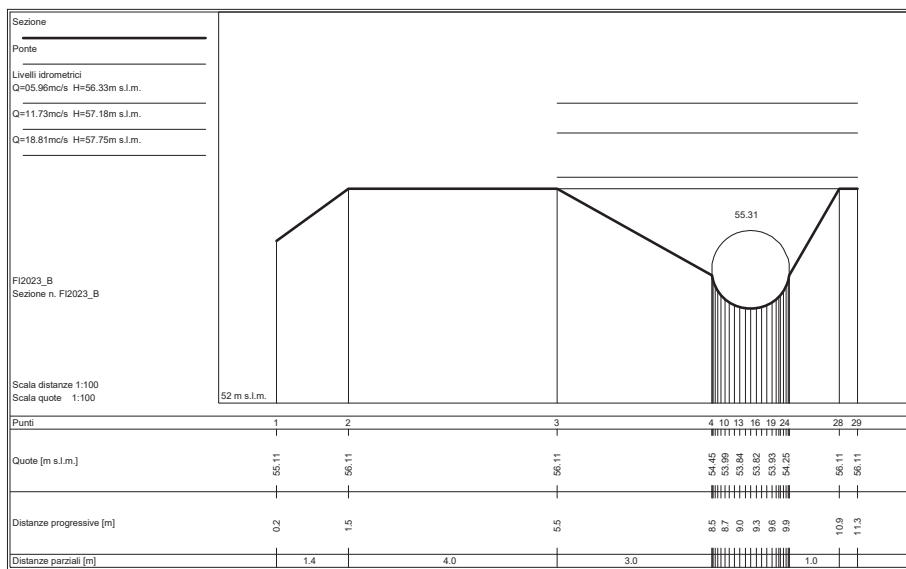 Sezione
Ponte
Livelli idrometrici
Q=05.96mc/s H=56.33m s.l.m.
Q=11.73mc/s H=57.18m s.l.m.
Q=18.81mc/s H=57.75m s.l.m.
55.31
FI2023_B
Sezione n. FI2023_B
Scala distanze 1:100
Scala quote 1:100
52 m s.l.m.
Punti 1 2 3 4 10 13 16 19 24 28 29
Quote [m s.l.m.] 55.11 56.11 56.11 54.45 53.99 53.84 53.82 53.93 54.25 56.11 56.11
Distanze progressive [m] 0.2 1.5 5.5 8.5 8.7 9.0 9.3 9.6 9.9 10.9 11.3
Distanze parziali [m] 1.4 4.0 3.0 1.0